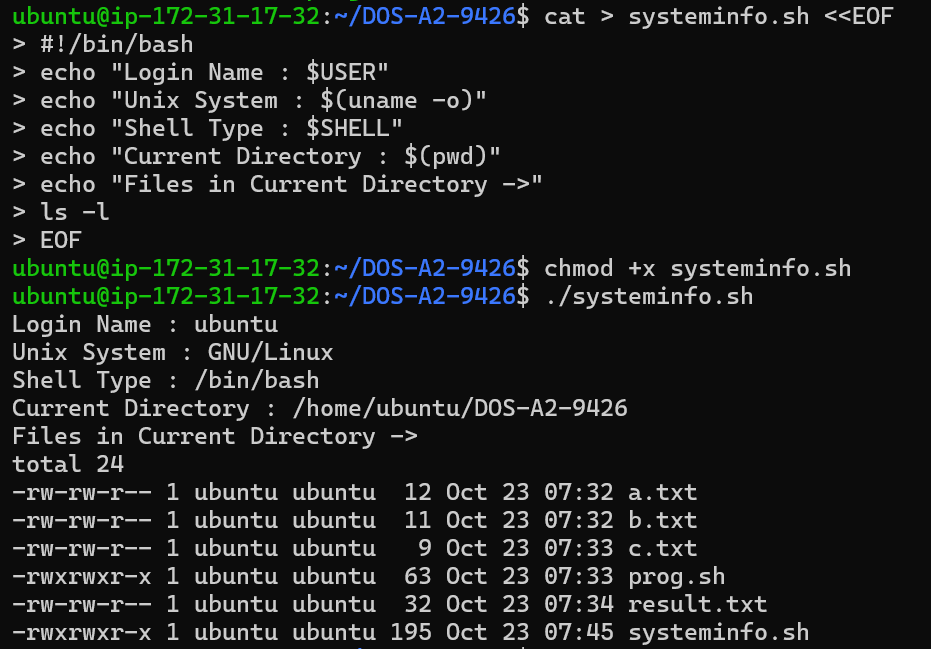 ubuntu@ip-172-31-17-32:~/DOS-A2-9426$ cat > systeminfo.sh <<EOF
> #!/bin/bash
> echo "Login Name : $USER"
> echo "Unix System : $(uname -o)"
> echo "Shell Type : $SHELL"
> echo "Current Directory : $(pwd)"
> echo "Files in Current Directory ->"
> ls -l
> EOF
ubuntu@ip-172-31-17-32:~/DOS-A2-9426$ chmod +x systeminfo.sh
ubuntu@ip-172-31-17-32:~/DOS-A2-9426$ ./systeminfo.sh
Login Name : ubuntu
Unix System : GNU/Linux
Shell Type : /bin/bash
Current Directory : /home/ubuntu/DOS-A2-9426
Files in Current Directory ->
total 24
-rw-rw-r-- 1 ubuntu ubuntu  12 Oct 23 07:32 a.txt
-rw-rw-r-- 1 ubuntu ubuntu  11 Oct 23 07:32 b.txt
-rw-rw-r-- 1 ubuntu ubuntu   9 Oct 23 07:33 c.txt
-rwxrwxr-x 1 ubuntu ubuntu  63 Oct 23 07:33 prog.sh
-rw-rw-r-- 1 ubuntu ubuntu  32 Oct 23 07:34 result.txt
-rwxrwxr-x 1 ubuntu ubuntu 195 Oct 23 07:45 systeminfo.sh